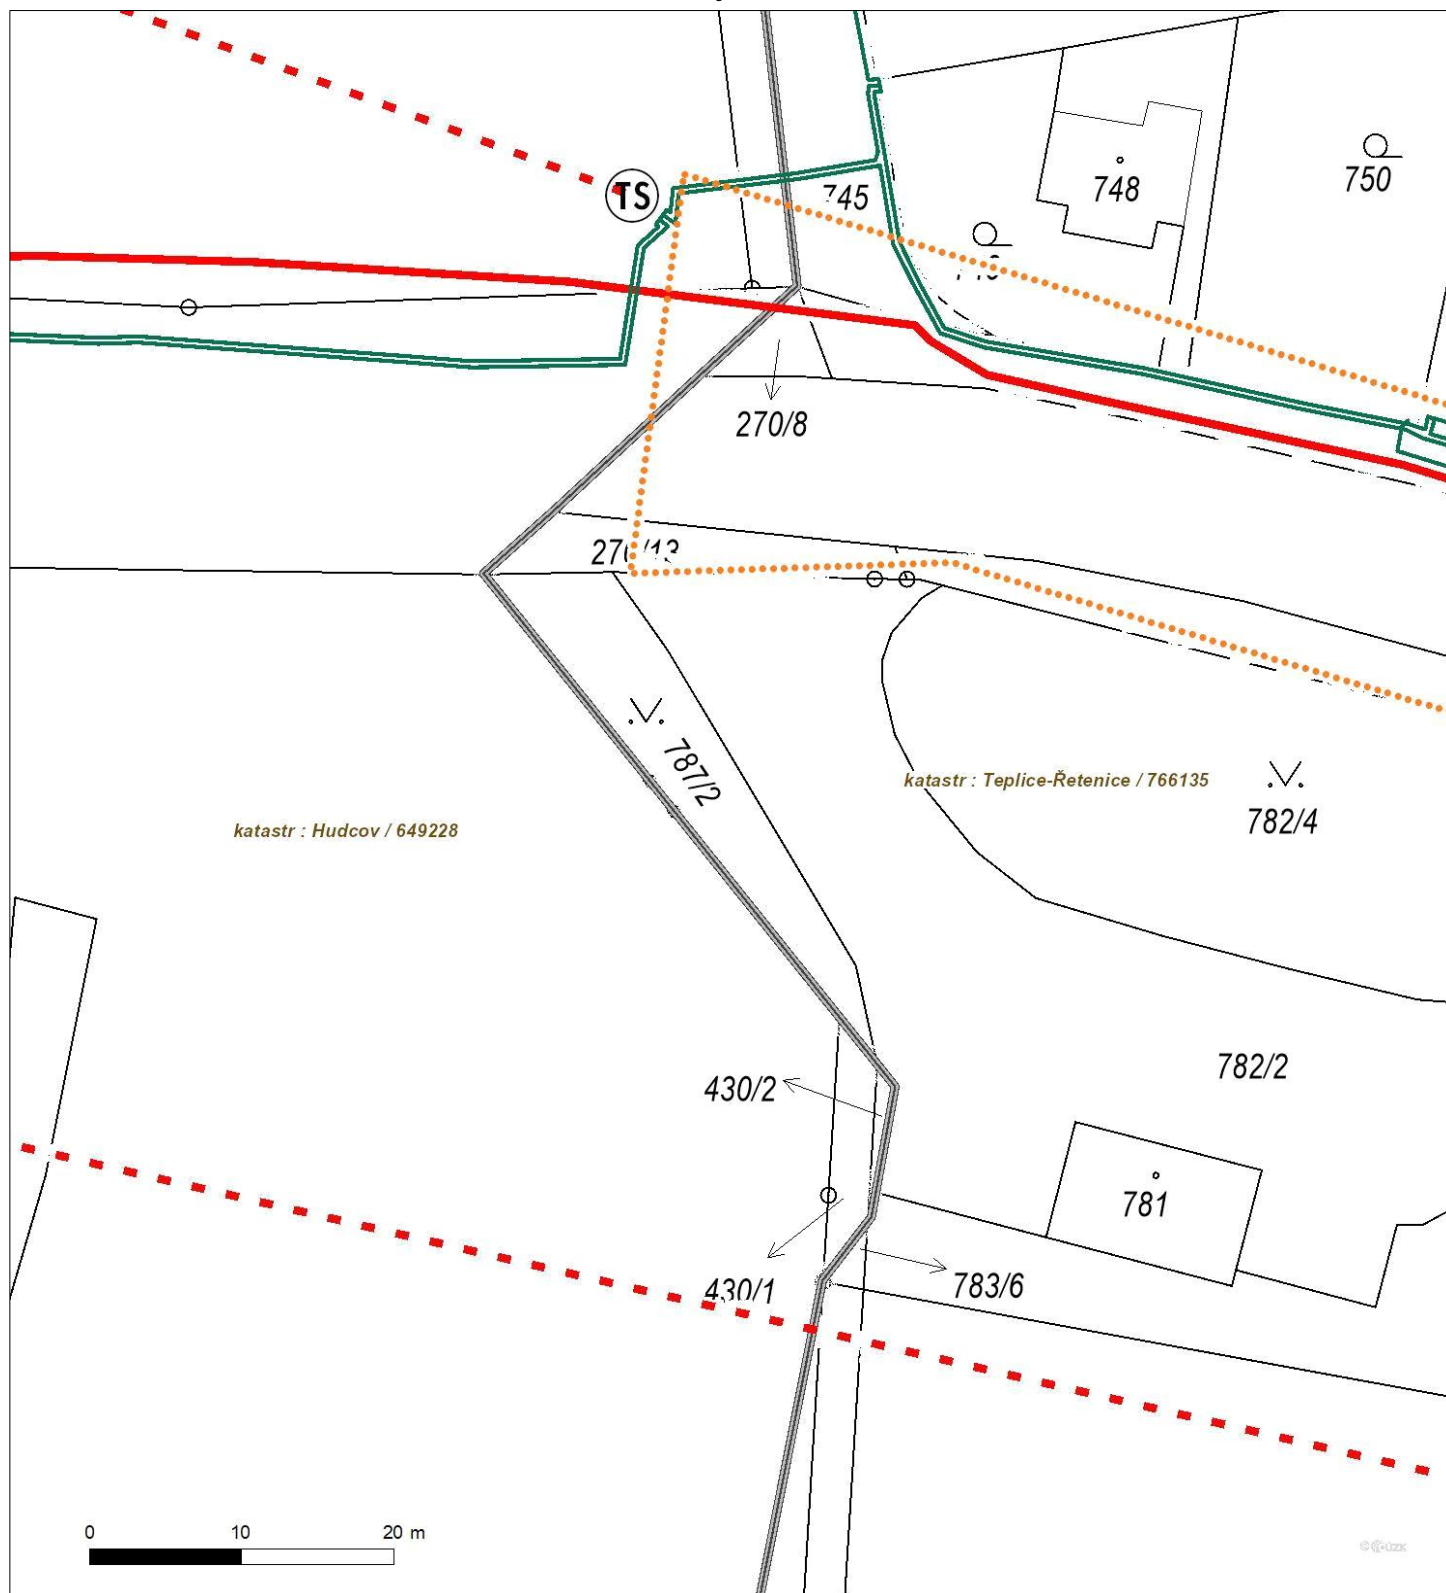 TS
745
748
750
270/8
787/2
katastr : Teplice-Řetenice / 766135
782/4
katastr : Hudcov / 649228
782/2
430/2
781
430/1
783/6
0 10 20 m